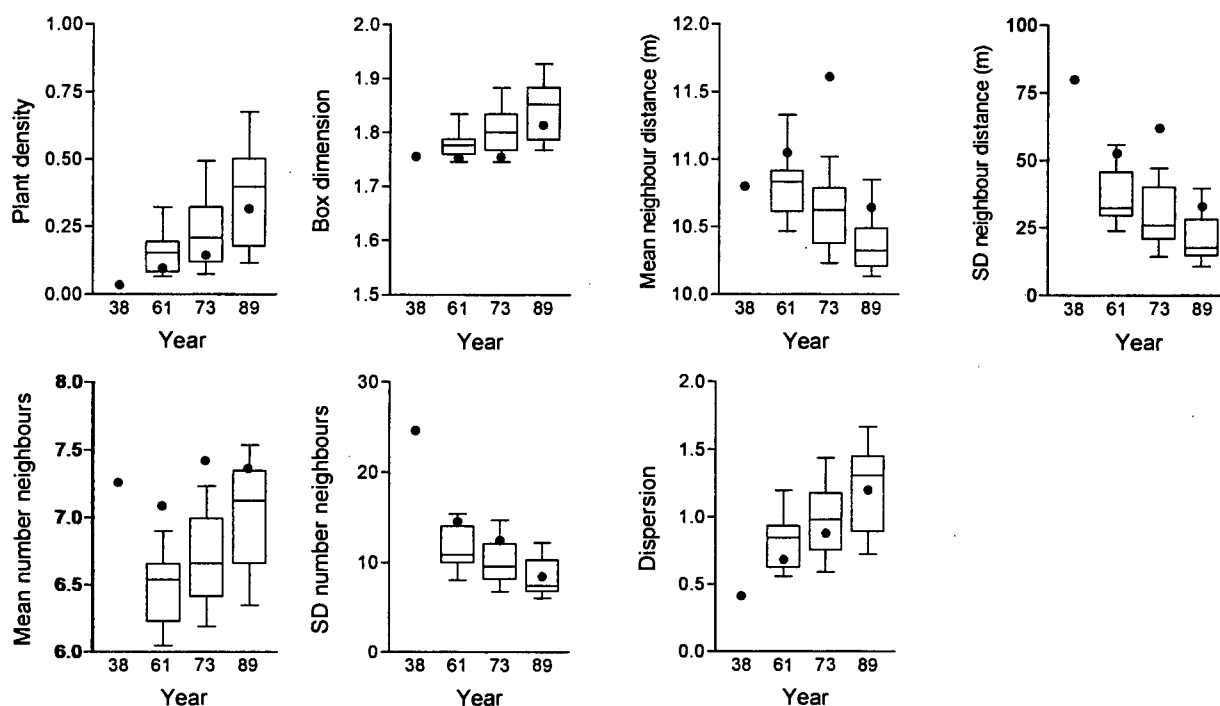 Plant density
1.00
0.75
0.50
0.25
0.00
38 61 73 89
Year
Box dimension
2.0
1.9
1.8
1.7
1.6
1.5
38 61 73 89
Year
Mean neighbour distance (m)
12.0
11.5
11.0
10.5
10.0
38 61 73 89
Year
SD neighbour distance (m)
100
75
50
25
0
38 61 73 89
Year
Mean number neighbours
8.0
7.5
7.0
6.5
6.0
38 61 73 89
Year
SD number neighbours
30
20
10
0
38 61 73 89
Year
Dispersion
2.0
1.5
1.0
0.5
0.0
38 61 73 89
Year